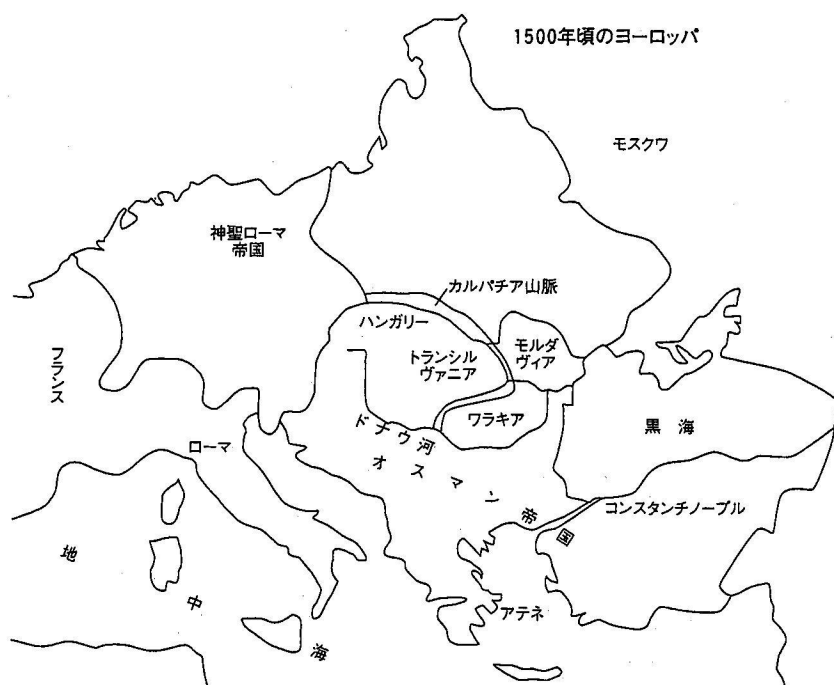 1500年頃のヨーロッパ
モスクワ
神聖ローマ
帝国
カルパチア山脈
ハンガリー
フランス
トランシル
ヴァニア
モルダ
ヴィア
ワラキア
ドナウ河
黒海
ローマ
オスマン帝国
コンスタンチノープル
地中海
アテネ